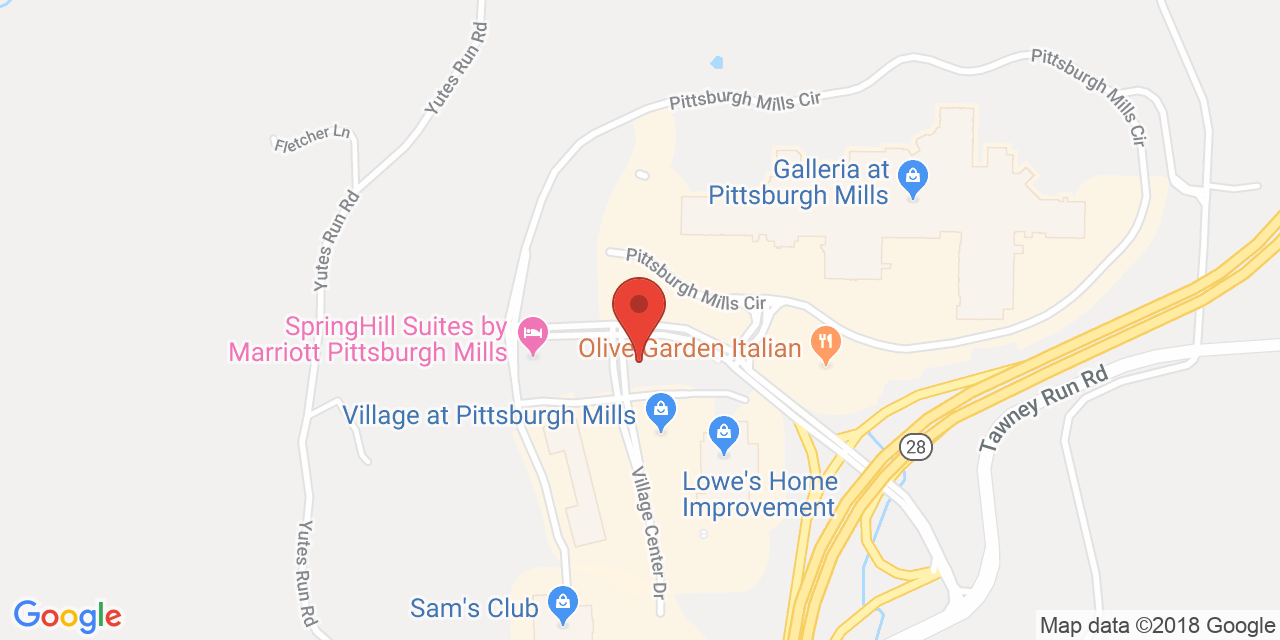 Yutes Run Rd
Pittsburgh Mills Cir
Pittsburgh Mills Cir
Fletcher Ln
Galleria at
Pittsburgh Mills
Yutes Run Rd
Pittsburgh Mills Cir
SpringHill Suites by
Marriott Pittsburgh Mills
Olive Garden Italian
Tawney Run Rd
Village at Pittsburgh Mills
28
Lowe's Home
Improvement
Village Center Dr
Yutes Run Rd
Sam's Club
Google
Map data ©2018 Google